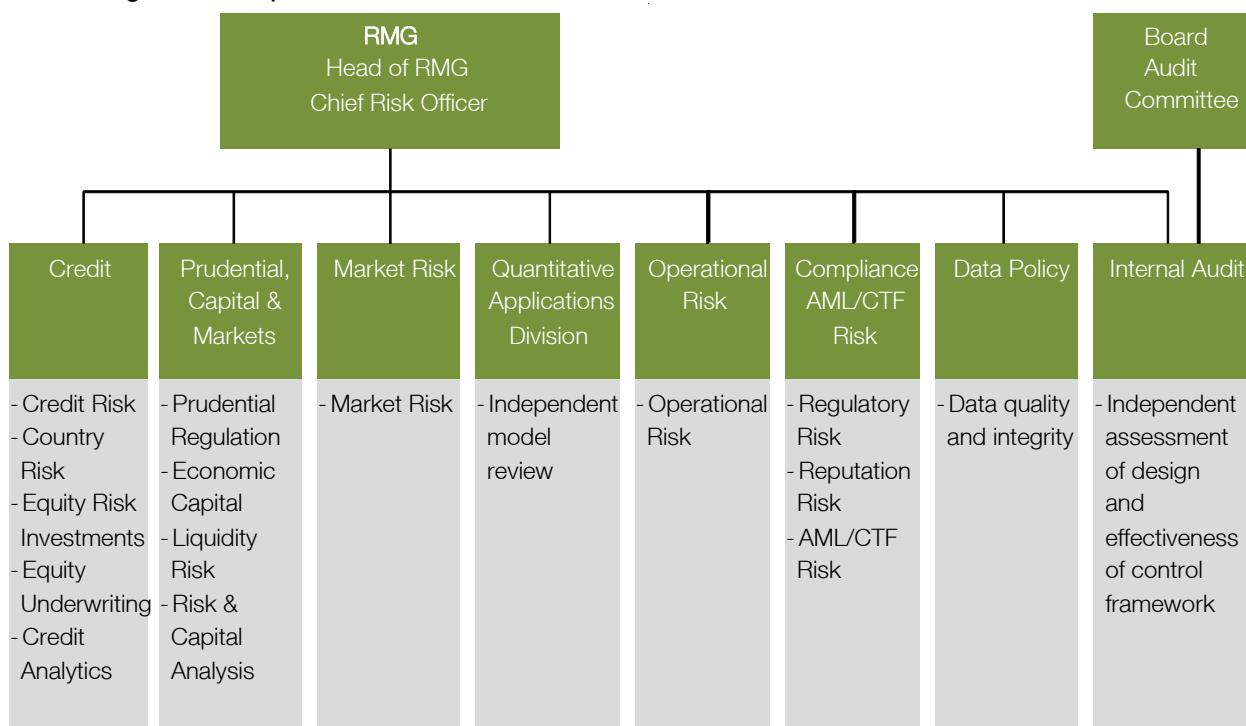 RMG
Head of RMG
Chief Risk Officer
Board
Audit
Committee
Credit
Prudential,
Capital &
Markets
Market Risk
Quantitative
Applications
Division
Operational
Risk
Compliance
AML/CTF
Risk
Data Policy
Internal Audit
- Credit Risk
- Country
Risk
- Equity Risk
Investments
- Equity
Underwriting
- Credit
Analytics
- Prudential
Regulation
- Economic
Capital
- Liquidity
Risk
- Risk &
Capital
Analysis
- Market Risk
- Independent
model
review
- Operational
Risk
- Regulatory
Risk
- Reputation
Risk
- AML/CTF
Risk
- Data quality
and integrity
- Independent
assessment
of design
and
effectiveness
of control
framework